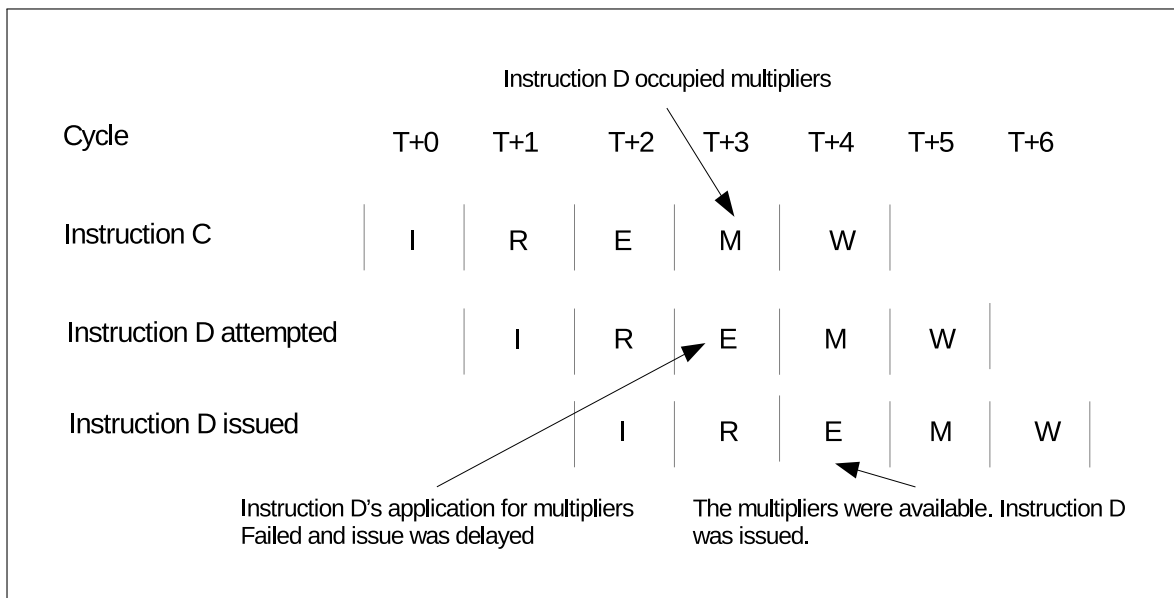 Instruction D occupied multipliers
Cycle T+0 T+1 T+2 T+3 T+4 T+5 T+6
Instruction C I R E M W
Instruction D attempted I R E M W
Instruction D issued I R E M W
Instruction D's application for multipliers
Failed and issue was delayed
The multipliers were available. Instruction D
was issued.